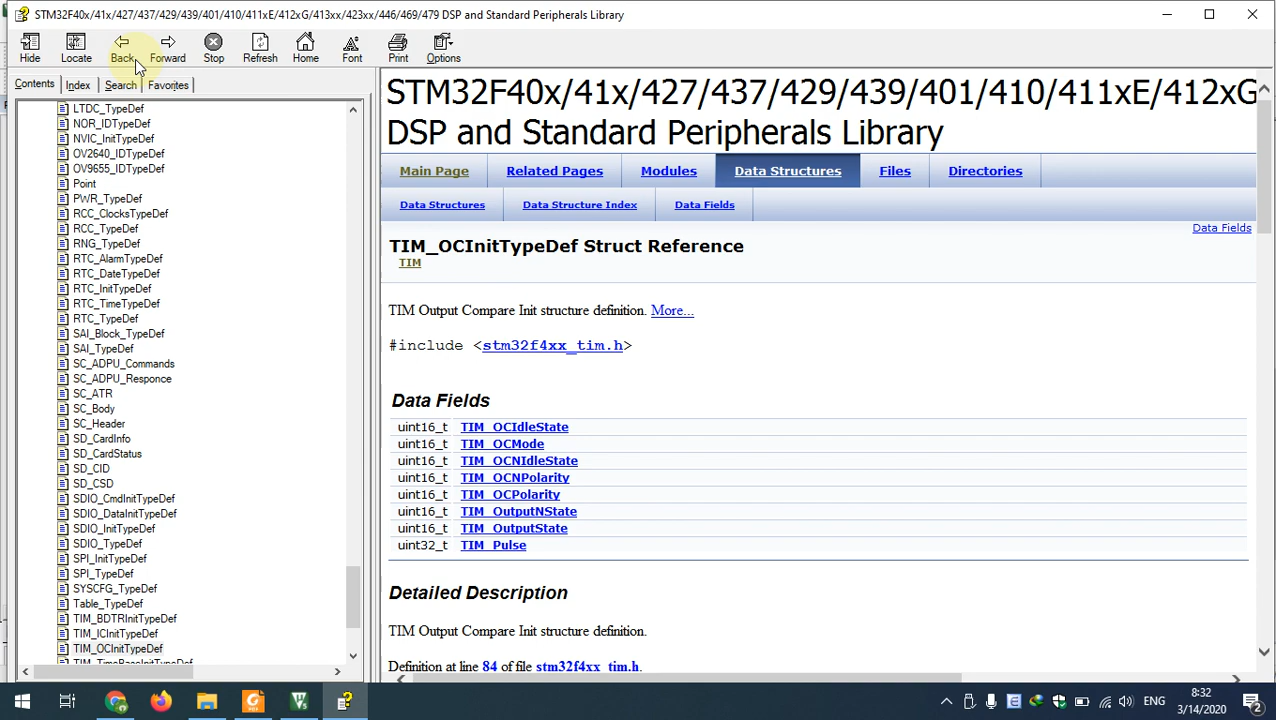 STM32F40x/41x/427/437/429/439/401/410/411xE/412xG/413xx/423xx/446/469/479 DSP and Standard Peripherals Library
Hide Locate Back Forward Stop Refresh Home Font Print Options
Contents Index Search Favorites
LTDC_TypeDef
NOR_IDTypeDef
NVIC_InitTypeDef
OV2640_IDTypeDef
OV9655_IDTypeDef
Point
PWR_TypeDef
RCC_ClocksTypeDef
RCC_TypeDef
RNG_TypeDef
RTC_AlarmTypeDef
RTC_DateTypeDef
RTC_InitTypeDef
RTC_TimeTypeDef
RTC_TypeDef
SAI_Block_TypeDef
SAI_TypeDef
SC_ADPU_Commands
SC_ADPU_Responce
SC_ATR
SC_Body
SC_Header
SD_CardInfo
SD_CardStatus
SD_CID
SD_CSD
SDIO_CmdInitTypeDef
SDIO_DataInitTypeDef
SDIO_InitTypeDef
SDIO_TypeDef
SPI_InitTypeDef
SPI_TypeDef
SYSCFG_TypeDef
Table_TypeDef
TIM_BDTRInitTypeDef
TIM_ICInitTypeDef
TIM_OCInitTypeDef
TIM_TimeBaseInitTypeDef
STM32F40x/41x/427/437/429/439/401/410/411xE/412xG
DSP and Standard Peripherals Library
Main Page Related Pages Modules Data Structures Files Directories
Data Structures Data Structure Index Data Fields
Data Fields
TIM_OCInitTypeDef Struct Reference
TIM
TIM Output Compare Init structure definition. More...
#include <stm32f4xx_tim.h>
Data Fields
uint16_t TIM_OCIdleState
uint16_t TIM_OCMode
uint16_t TIM_OCNIdleState
uint16_t TIM_OCNPolarity
uint16_t TIM_OCPolarity
uint16_t TIM_OutputNState
uint16_t TIM_OutputState
uint32_t TIM_Pulse
Detailed Description
TIM Output Compare Init structure definition.
Definition at line 84 of file stm32f4xx_tim.h.
ENG
8:32
3/14/2020
2